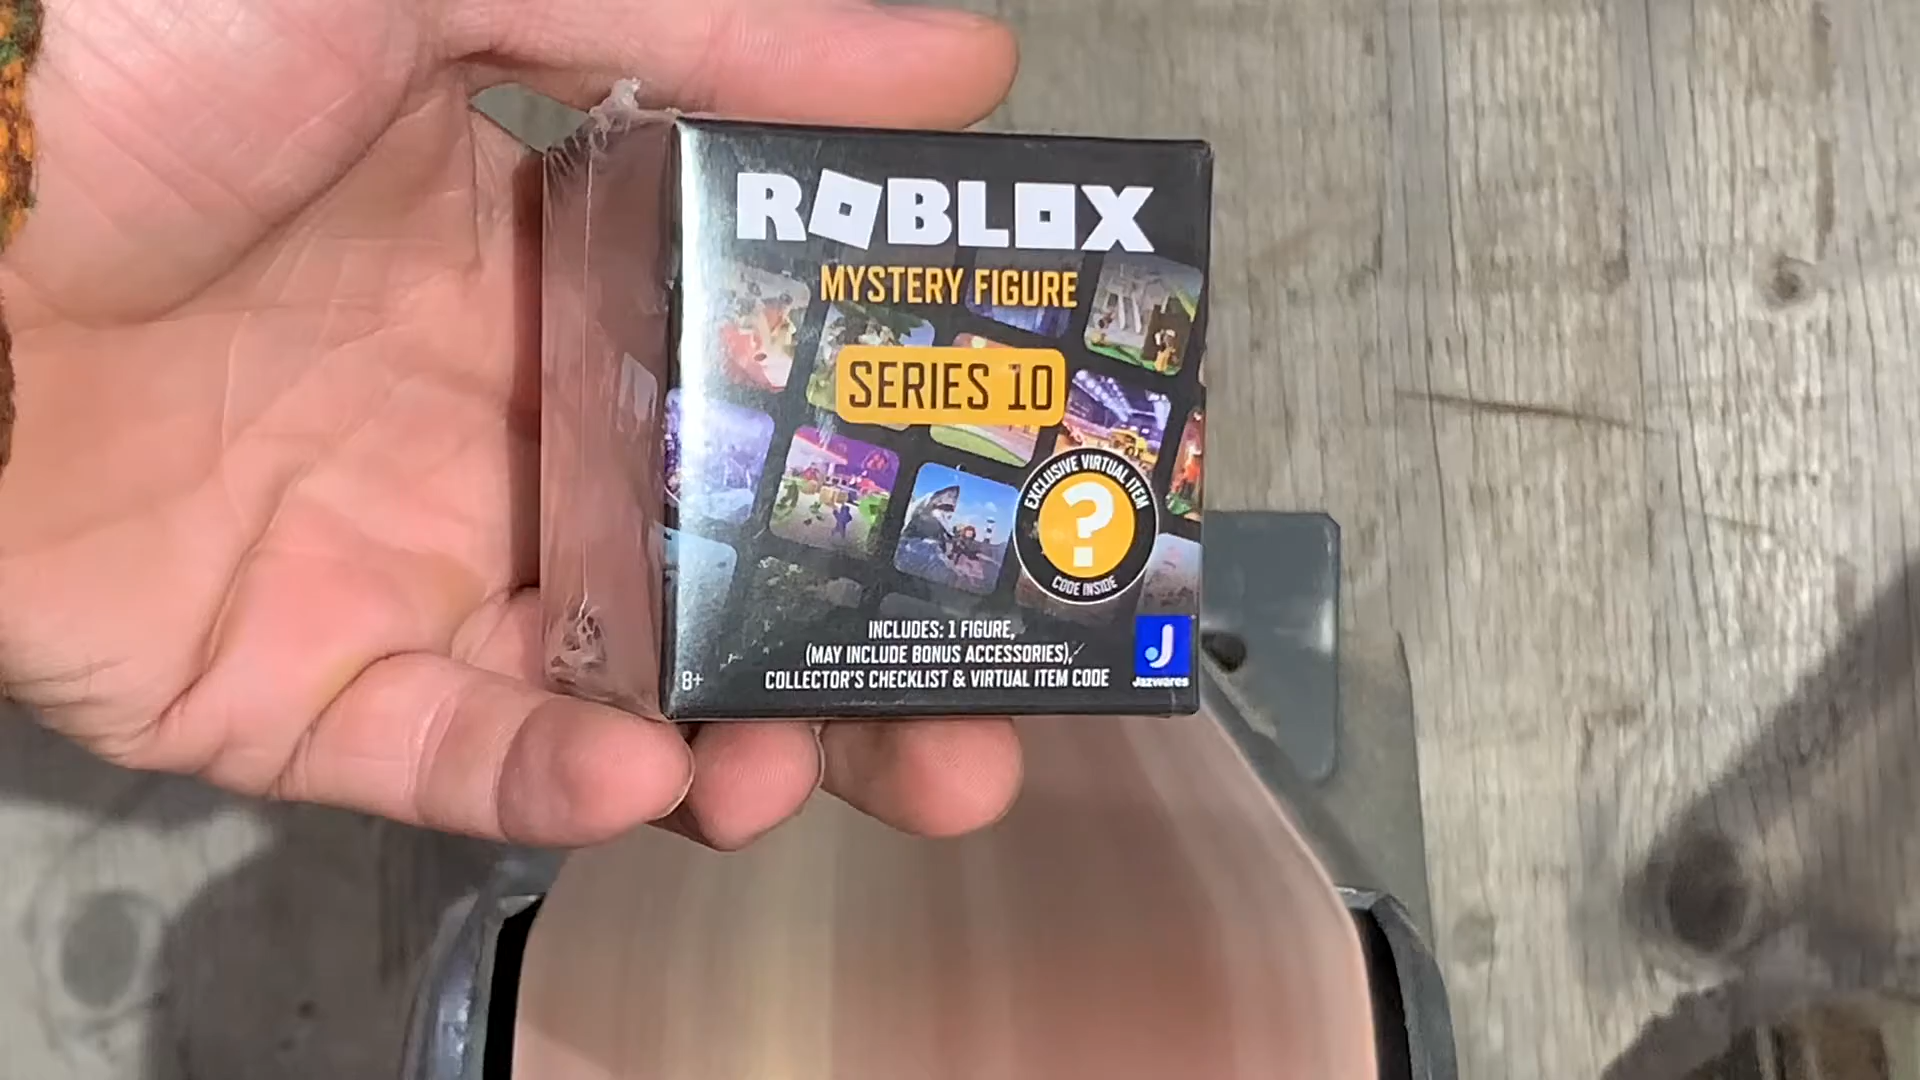 ROBLOX
MYSTERY FIGURE
SERIES 10
EXCLUSIVE VIRTUAL ITEM
?
CODE INSIDE
INCLUDES: 1 FIGURE,
(MAY INCLUDE BONUS ACCESSORIES),
COLLECTOR'S CHECKLIST & VIRTUAL ITEM CODE
8+
J
Jazwares